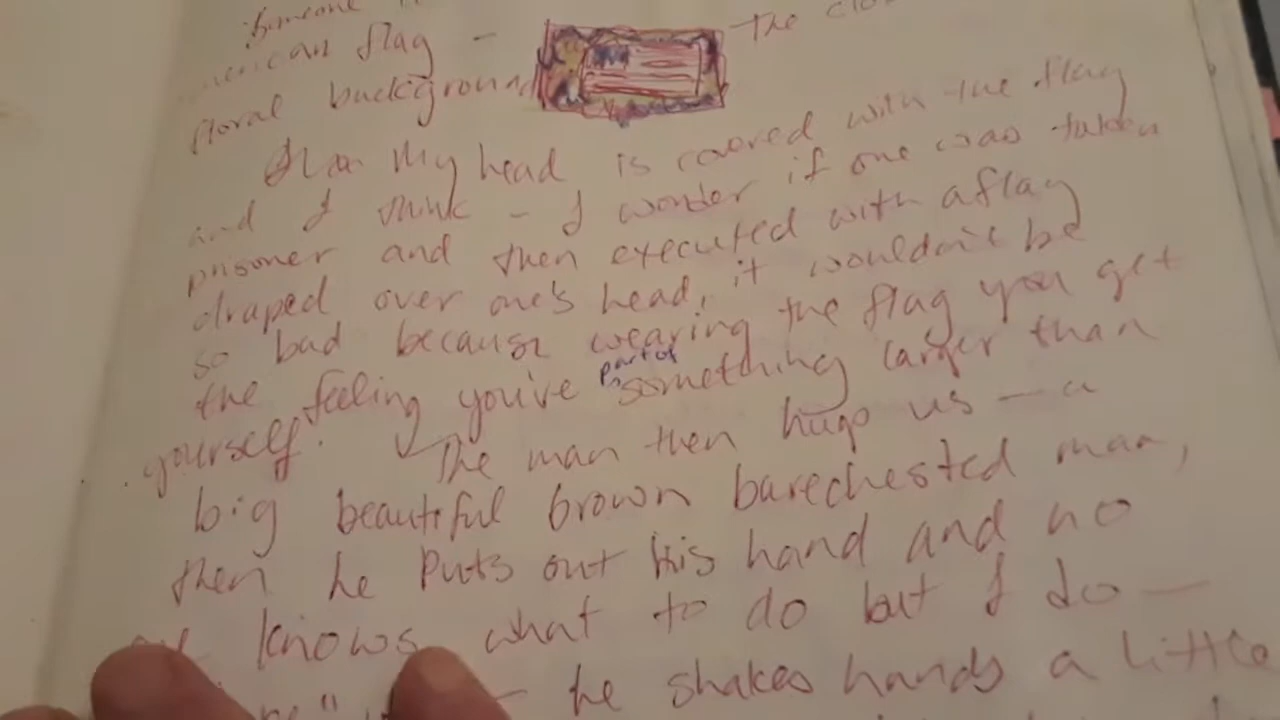 Someone
American flag - The clo
floral background
My head is covered with the flag
and I think - I wonder if one was taken
prisoner and then executed with a flag
draped over one's head, it wouldn't be
so bad because wearing the flag you get
the feeling you've part of something larger than
yourself. The man then hugs us — a
big beautiful brown barechested man,
then he puts out his hand and no
knows what to do but I do —
he shakes hands a little